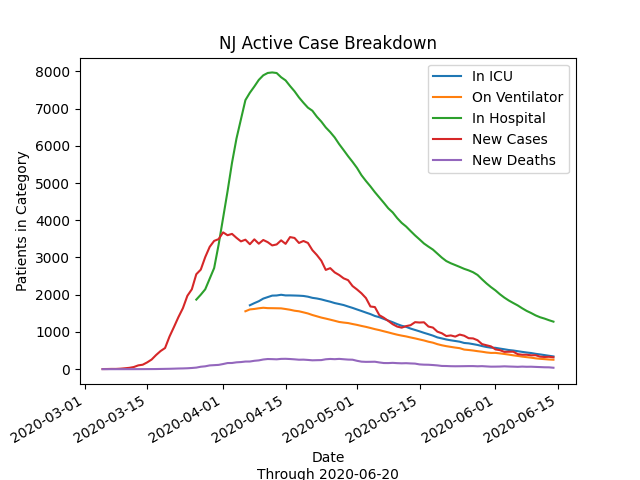 NJ Active Case Breakdown
Patients in Category
8000
7000
6000
5000
4000
3000
2000
1000
0
In ICU
On Ventilator
In Hospital
New Cases
New Deaths
2020-03-01
2020-03-15
2020-04-01
2020-04-15
2020-05-01
2020-05-15
2020-06-01
2020-06-15
Date
Through 2020-06-20